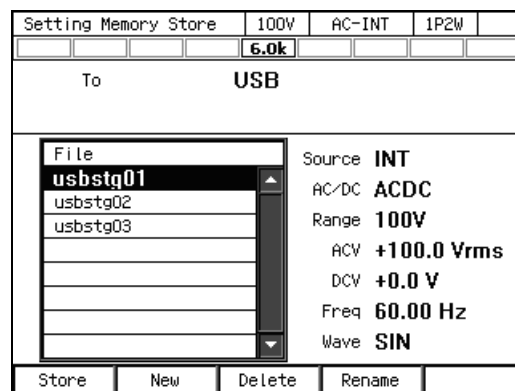 Setting Memory Store 100V AC-INT 1P2W
6.0k
To USB
File
usbstg01
usbstg02
usbstg03
Source INT
AC/DC ACDC
Range 100V
ACV +100.0 Vrms
DCV +0.0 V
Freq 60.00 Hz
Wave SIN
Store New Delete Rename